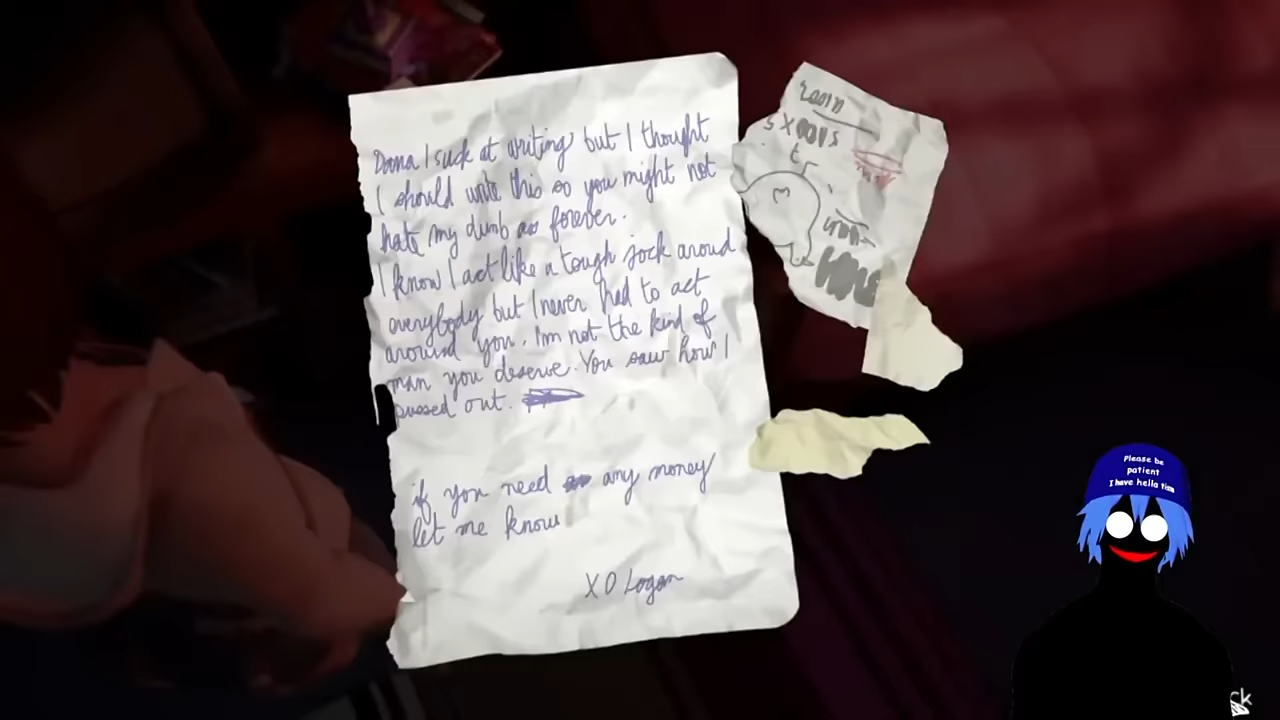 Dana I suck at writing but I thought
I should write this so you might not
hate my dumb ass forever.
I know I act like a tough jock aroud
everybody but I never had to act
around you. I'm not the kind of
man you deserve. You saw how I
passed out.
if you need any money
let me know
XO Logan
Please be
patient
I have hella tism
ck